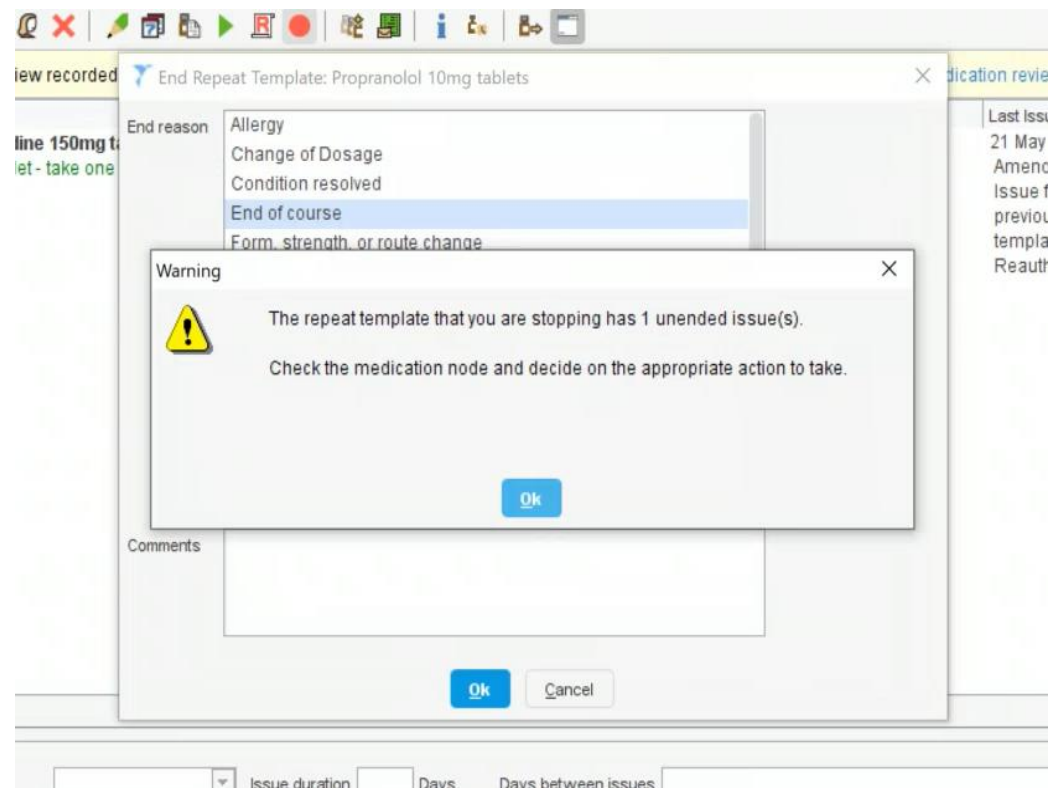 iew recorded
End Repeat Template: Propranolol 10mg tablets
dication revie
End reason
Allergy
Change of Dosage
Condition resolved
End of course
Form, strength, or route change
line 150mg ta
let - take one
Last Issu
21 May
Amend
Issue f
previou
templa
Reauth
Warning
The repeat template that you are stopping has 1 unended issue(s).
Check the medication node and decide on the appropriate action to take.
Ok
Comments
Ok Cancel
Issue duration Days Days between issues